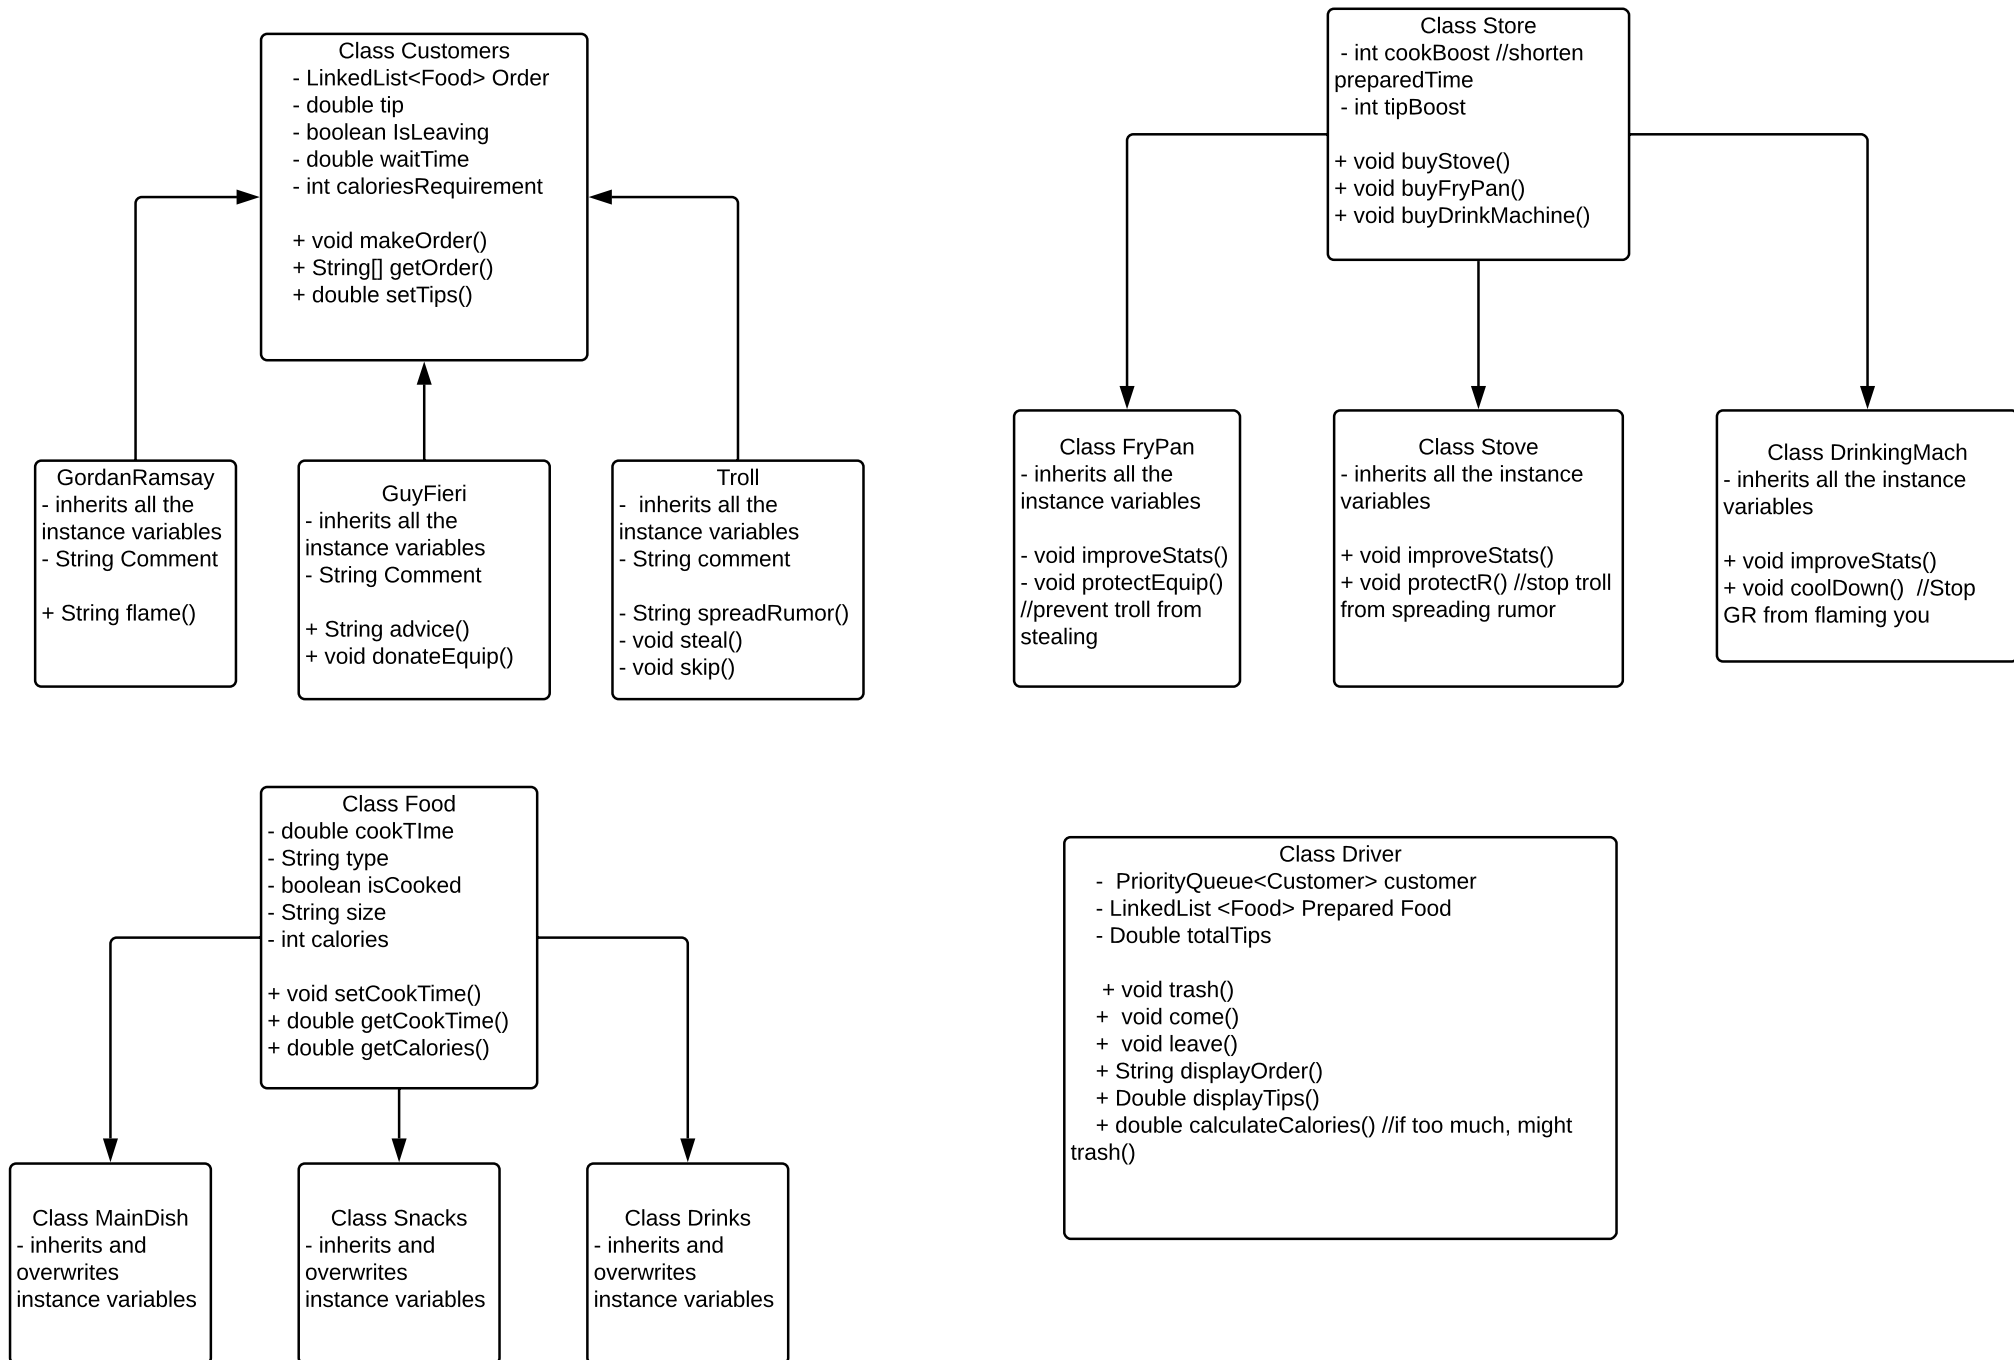 Class Customers
- LinkedList<Food> Order
- double tip
- boolean IsLeaving
- double waitTime
- int caloriesRequirement
+ void makeOrder()
+ String[] getOrder()
+ double setTips()
Class Store
- int cookBoost //shorten
preparedTime
- int tipBoost
+ void buyStove()
+ void buyFryPan()
+ void buyDrinkMachine()
GordanRamsay
- inherits all the
instance variables
- String Comment
+ String flame()
GuyFieri
- inherits all the
instance variables
- String Comment
+ String advice()
+ void donateEquip()
Troll
-  inherits all the
instance variables
- String comment
- String spreadRumor()
- void steal()
- void skip()
Class FryPan
- inherits all the
instance variables
- void improveStats()
- void protectEquip()
//prevent troll from
stealing
Class Stove
- inherits all the instance
variables
+ void improveStats()
+ void protectR() //stop troll
from spreading rumor
Class DrinkingMach
- inherits all the instance
variables
+ void improveStats()
+ void coolDown()  //Stop
GR from flaming you
Class Food
- double cookTIme
- String type
- boolean isCooked
- String size
- int calories
+ void setCookTime()
+ double getCookTime()
+ double getCalories()
Class Driver
-  PriorityQueue<Customer> customer
- LinkedList <Food> Prepared Food
- Double totalTips
+ void trash()
+  void come()
+  void leave()
+ String displayOrder()
+ Double displayTips()
+ double calculateCalories() //if too much, might
trash()
Class MainDish
- inherits and
overwrites
instance variables
Class Snacks
- inherits and
overwrites
instance variables
Class Drinks
- inherits and
overwrites
instance variables